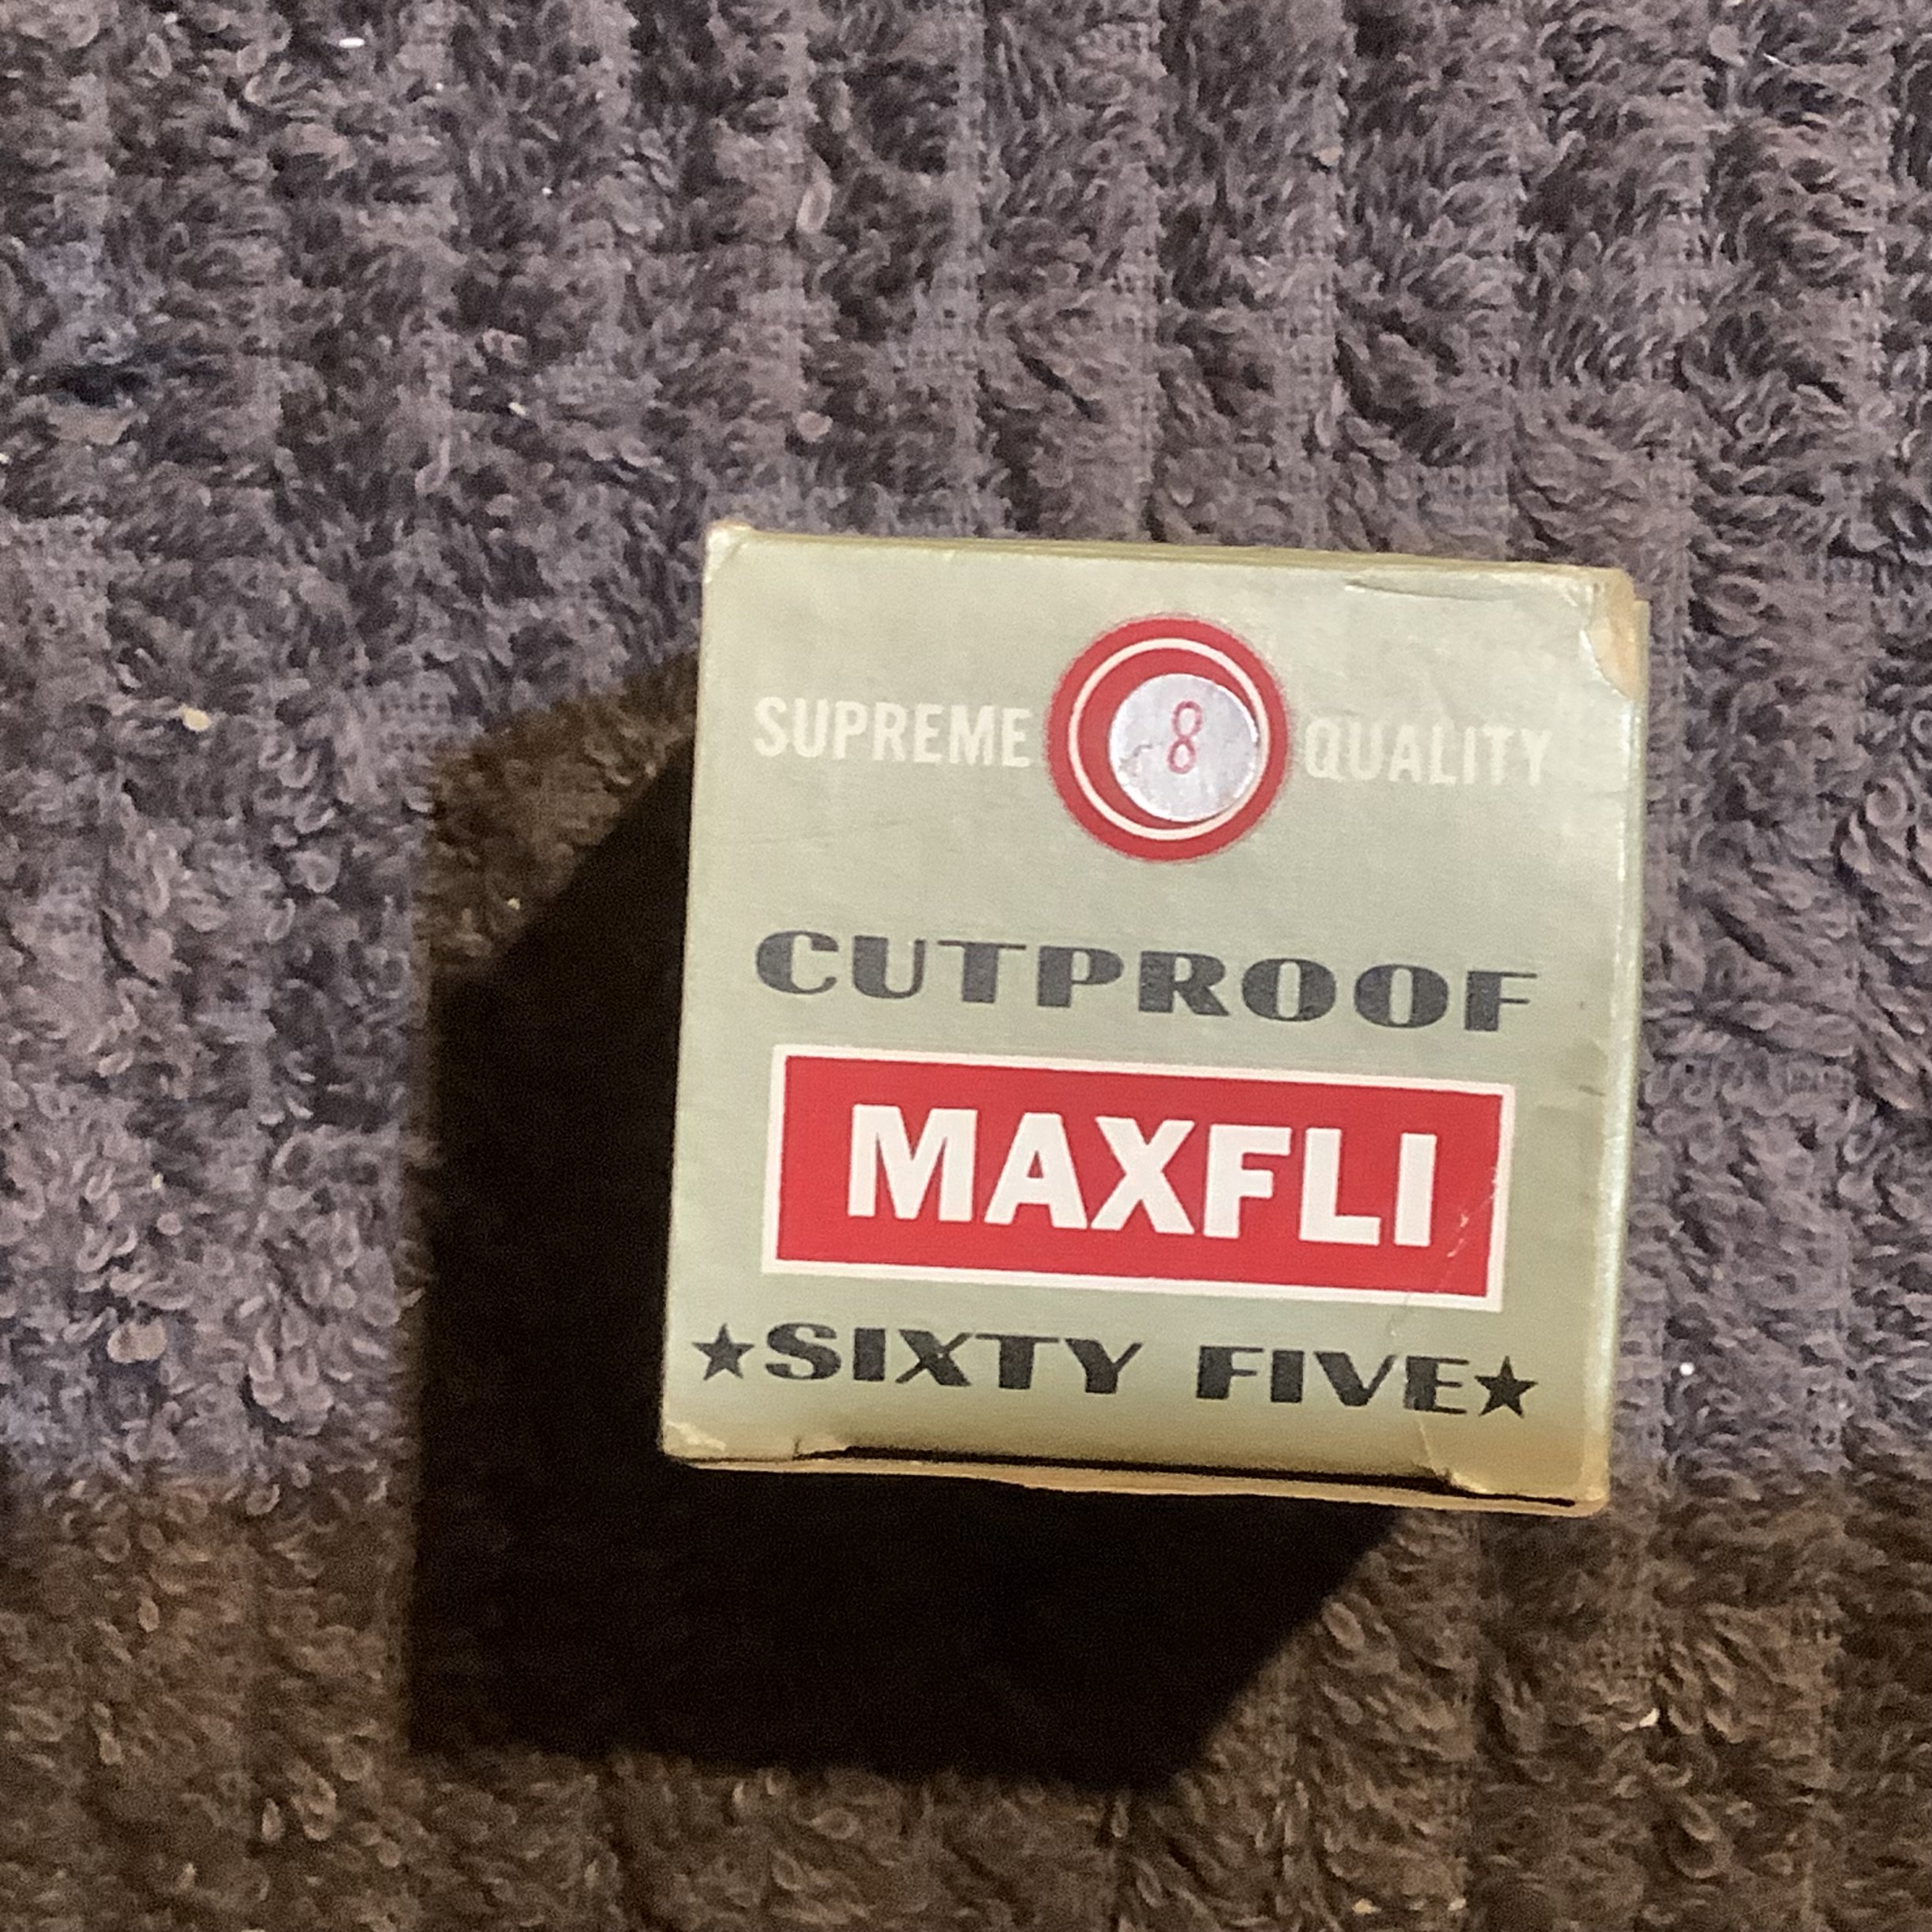 SUPREME 8 QUALITY
CUTPROOF
MAXFLI
★SIXTY FIVE★